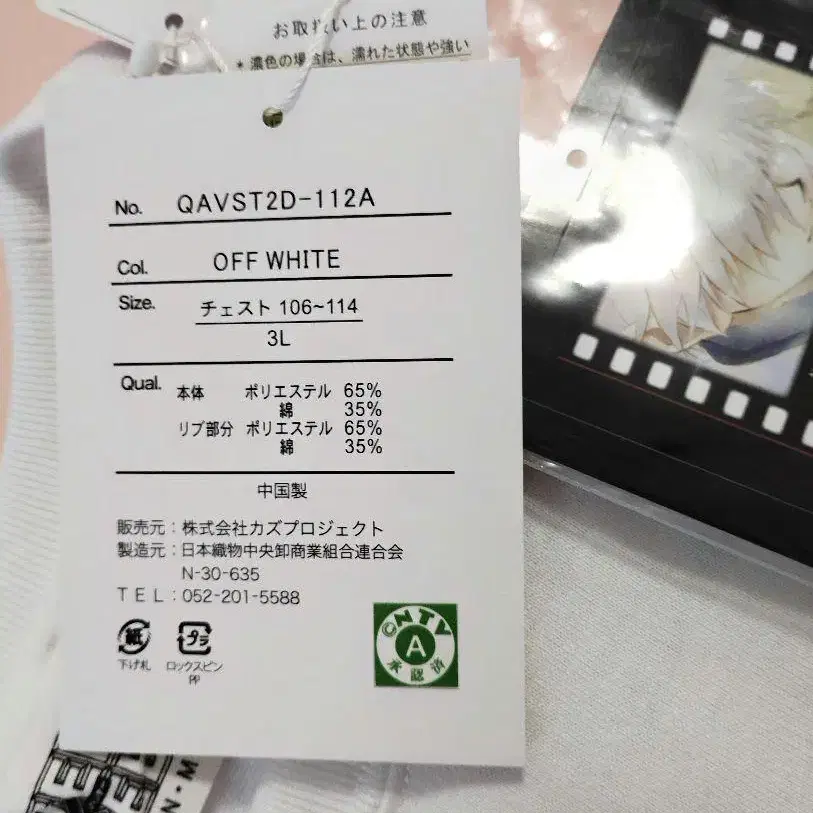 お取扱い上の注意
* 濃色の場合は、濡れた状態や強い
No. QAVST2D-112A
Col. OFF WHITE
Size. チェスト 106~114
3L
Qual. 本体 ポリエステル 65%
綿 35%
リブ部分 ポリエステル 65%
綿 35%
中国製
販売元：株式会社カズプロジェクト
製造元：日本織物中央卸商業組合連合会
N-30-635
TEL：052-201-5588
紙 プラ
下げ札 ロックスピン
PP
©NTV
A
承認済
N・M